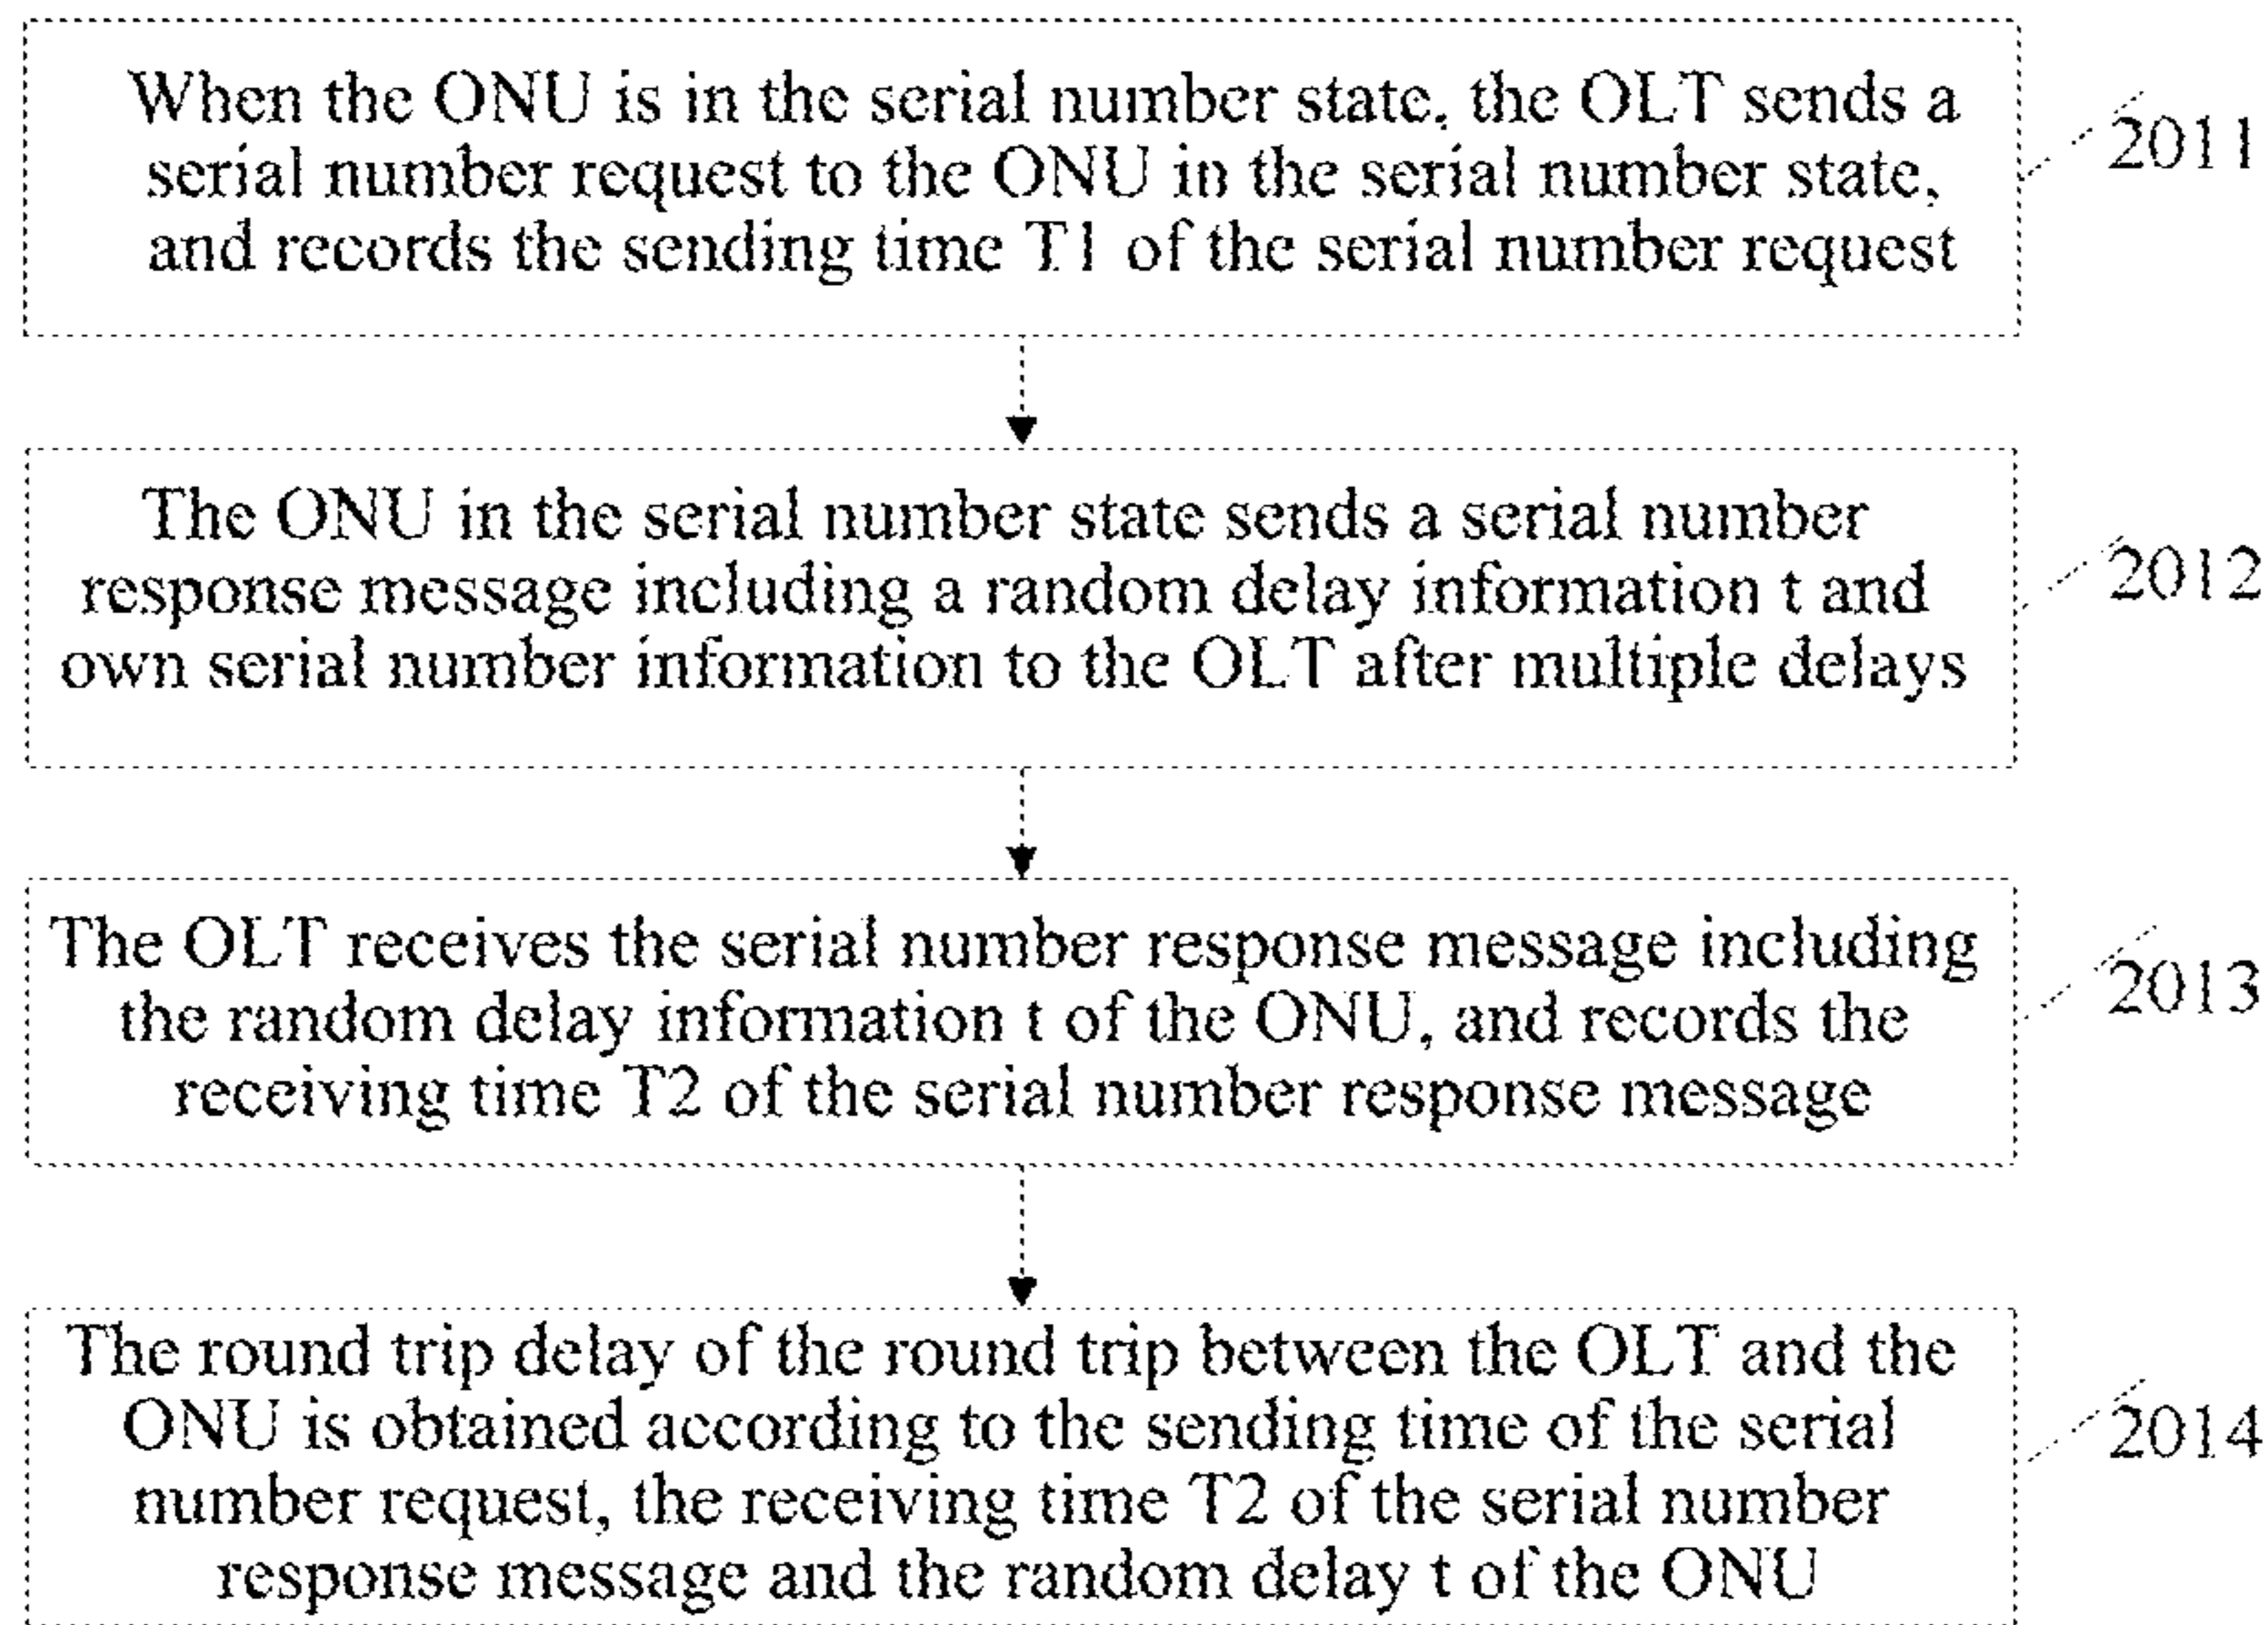 When the ONU is in the serial number state, the OLT sends a
serial number request to the ONU in the serial number state,
and records the sending time T1 of the serial number request
2011
The ONU in the serial number state sends a serial number
response message including a random delay information t and
own serial number information to the OLT after multiple delays
2012
The OLT receives the serial number response message including
the random delay information t of the ONU, and records the
receiving time T2 of the serial number response message
2013
The round trip delay of the round trip between the OLT and the
ONU is obtained according to the sending time of the serial
number request, the receiving time T2 of the serial number
response message and the random delay t of the ONU
2014